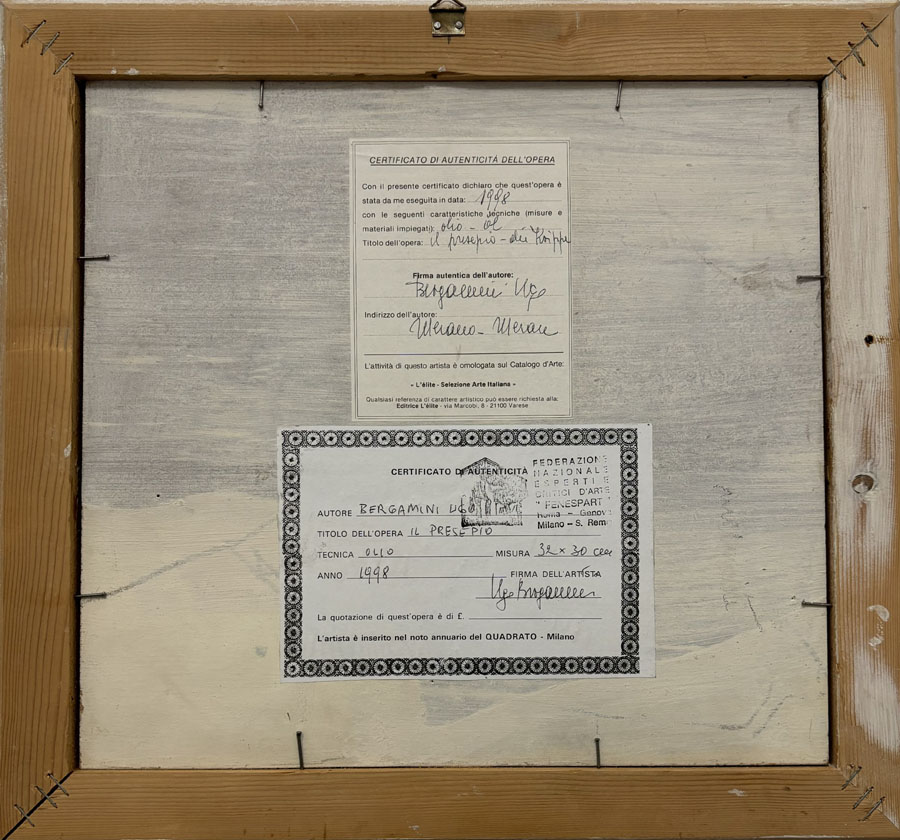 CERTIFICATO DI AUTENTICITÀ DELL'OPERA
Con il presente certificato dichiaro che quest'opera è
stata da me eseguita in data: 1998
con le seguenti caratteristiche tecniche (misure e
materiali impiegati): olio - öl
Titolo dell'opera: il presepio - die Krippe
Firma autentica dell'autore:
Bergamini Ugo
Indirizzo dell'autore:
Merano - Meran
L'attività di questo artista è omologata sul Catalogo d'Arte:
« L'élite - Selezione Arte Italiana »
Qualsiasi referenza di carattere artistico può essere richiesta alla:
Editrice L'élite - via Marcobi, 8 - 21100 Varese
CERTIFICATO DI AUTENTICITÀ
FEDERAZIONE
NAZIONALE
ESPERTI E
CRITICI D'ARTE
"FENESPART"
Roma - Genova
Milano - S. Remo
AUTORE BERGAMINI UGO
TITOLO DELL'OPERA IL PRESEPIO
TECNICA OLIO MISURA 32 x 30 cm
ANNO 1998 FIRMA DELL'ARTISTA
Ugo Bergamini
La quotazione di quest'opera è di £.
L'artista è inserito nel noto annuario del QUADRATO - Milano